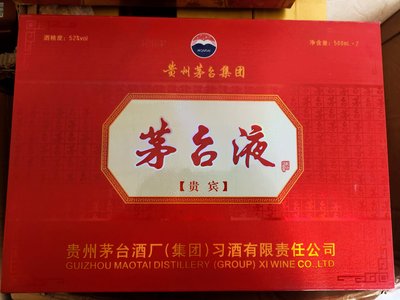 酒精度：52%vol
净含量：500mL×2
MOUTAI
贵州茅台集团
茅台液
【贵宾】
贵州茅台酒厂（集团）习酒有限责任公司
GUIZHOU MAOTAI DISTILLERY (GROUP) XI WINE CO.,LTD